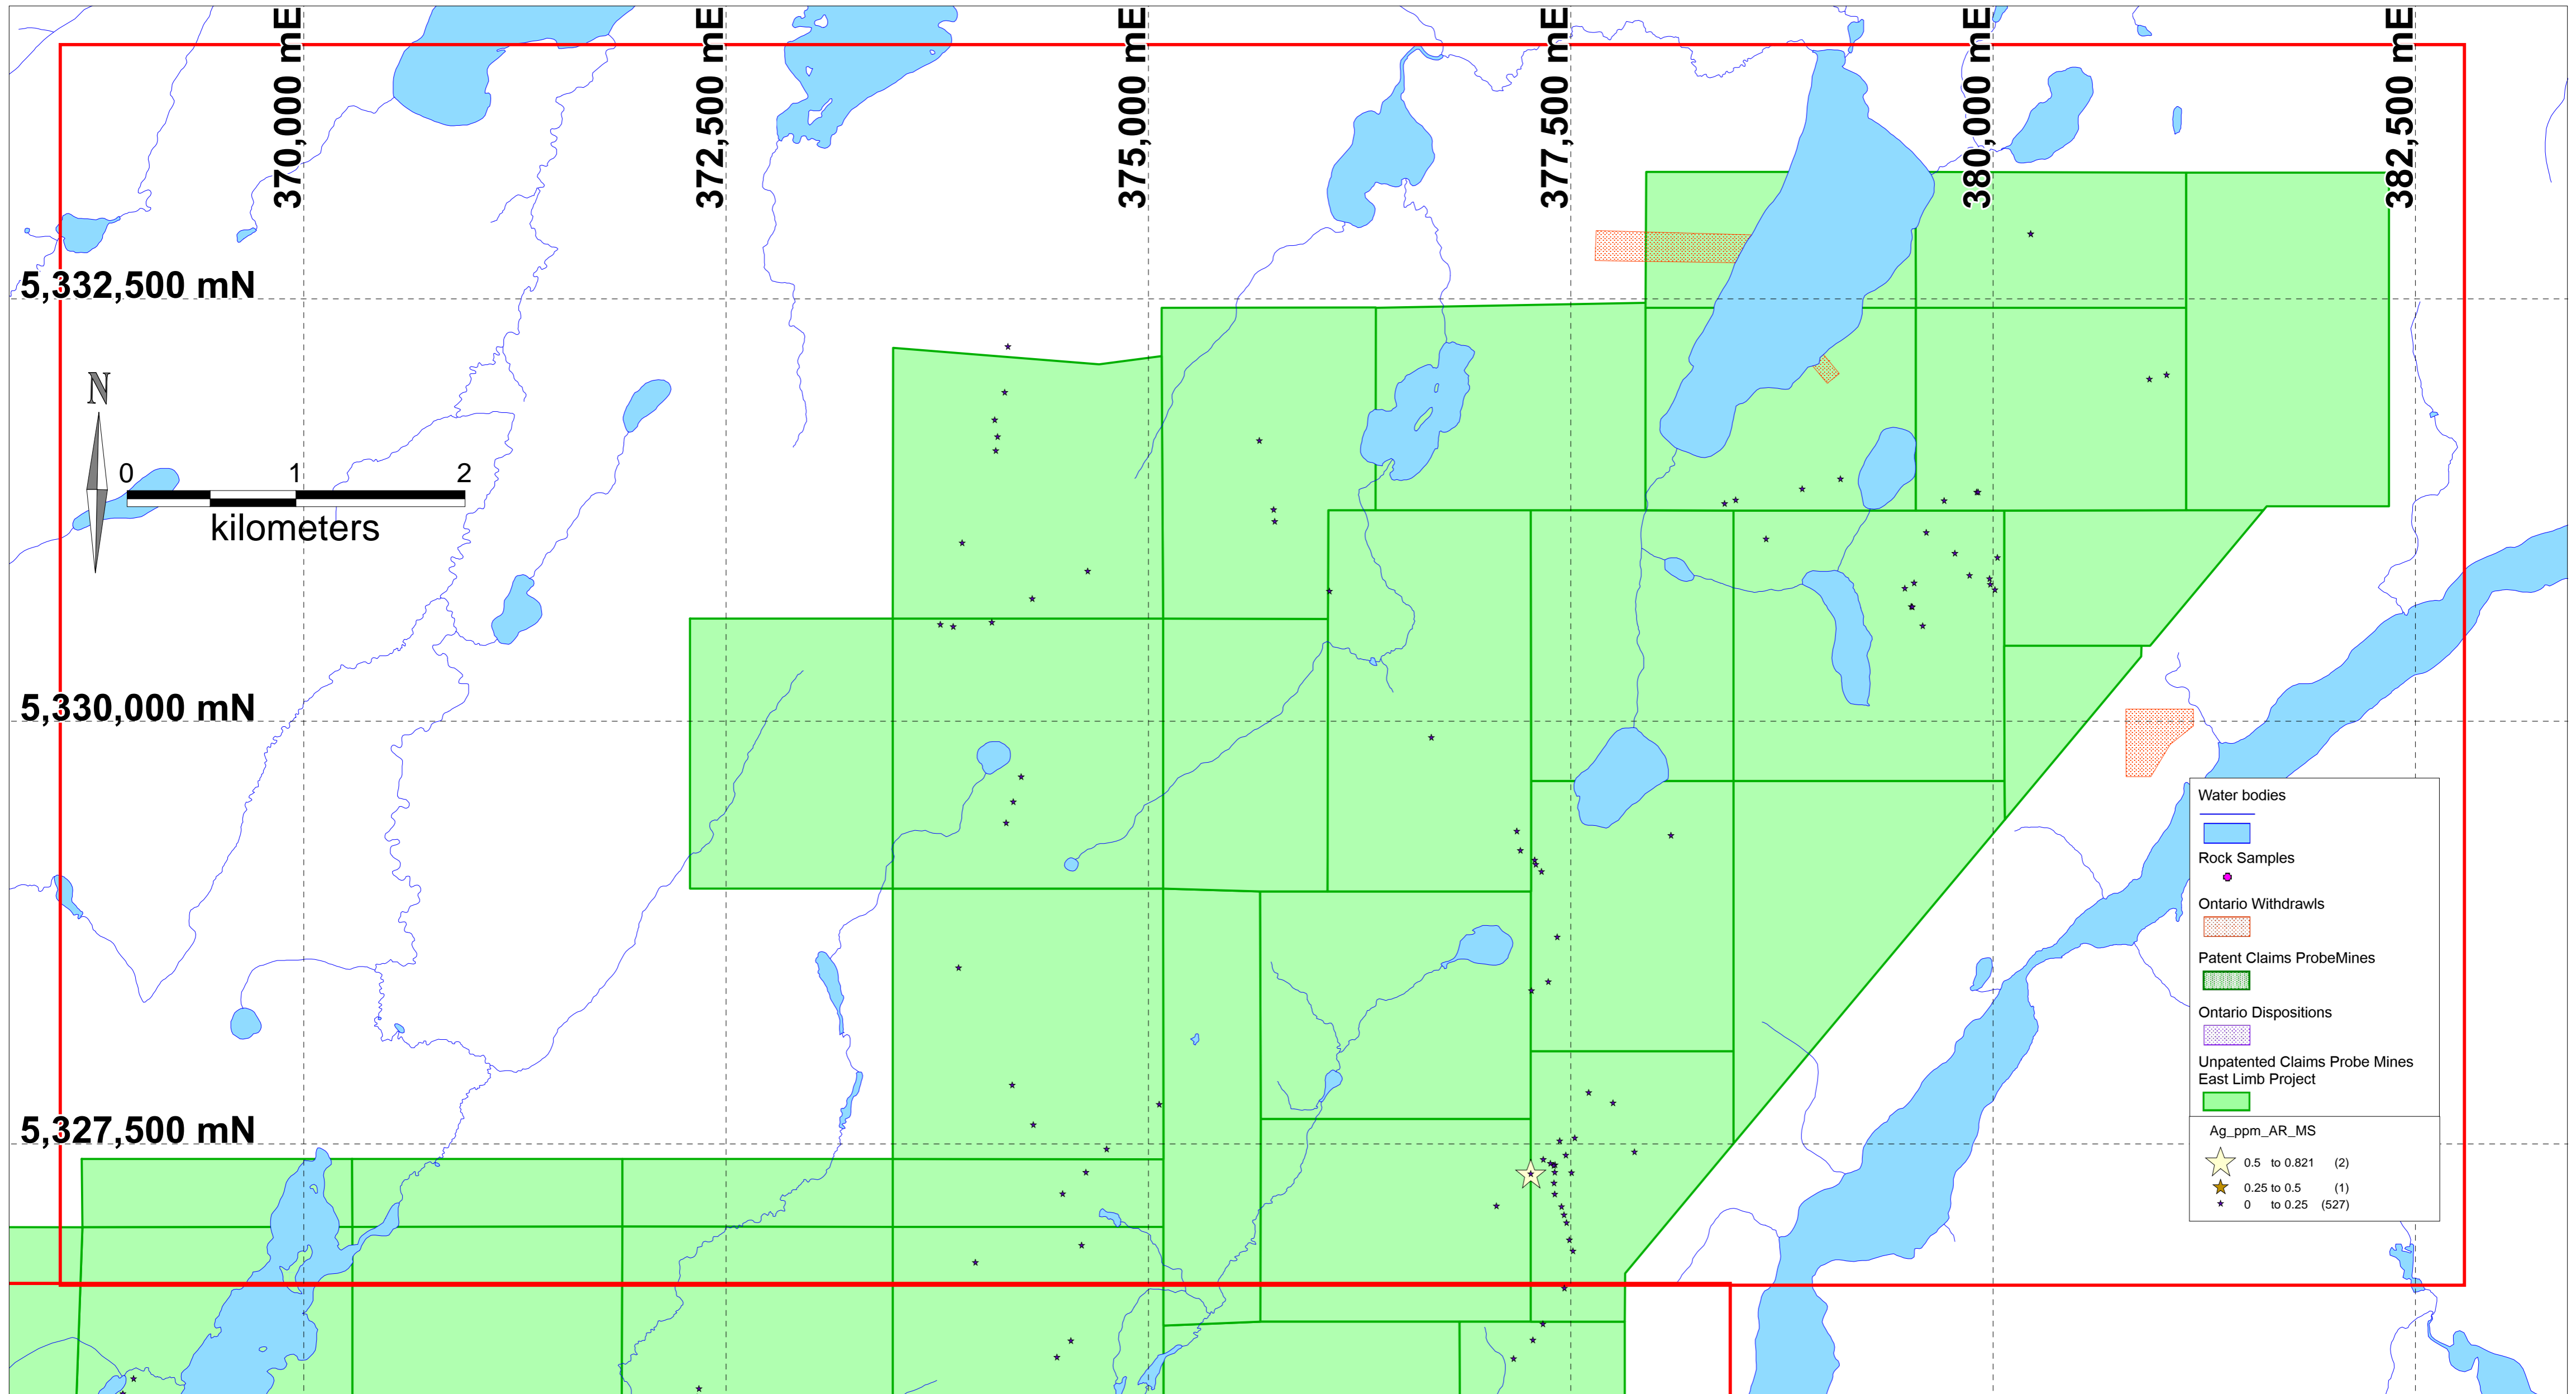 370,000 mE
372,500 mE
375,000 mE
377,500 mE
380,000 mE
382,500 mE
5,332,500 mN
N
0 1 2
kilometers
5,330,000 mN
5,327,500 mN
Water bodies
Rock Samples
Ontario Withdrawls
Patent Claims ProbeMines
Ontario Dispositions
Unpatented Claims Probe Mines
East Limb Project
Ag_ppm_AR_MS
0.5 to 0.821 (2)
0.25 to 0.5 (1)
0 to 0.25 (527)